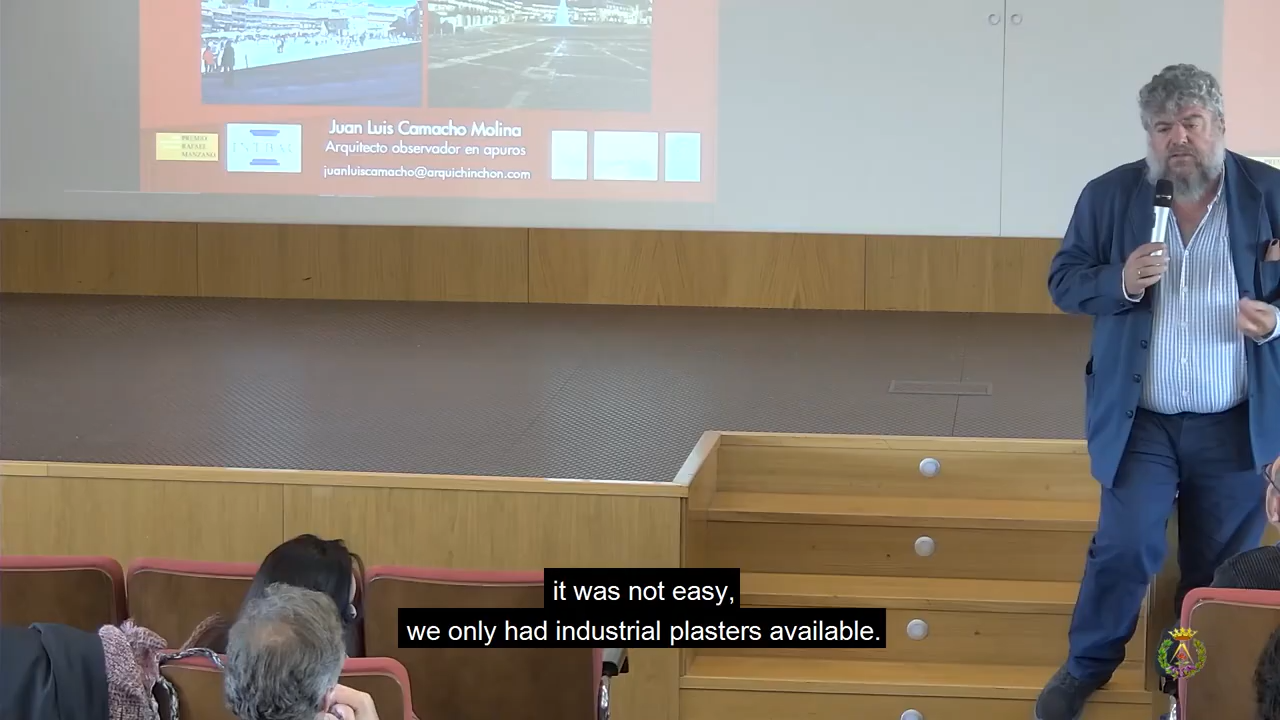 Juan Luis Camacho Molina
Arquitecto observador en apuros
juanluiscamacho@arquichinchon.com
PREMIO
RAFAEL
MANZANO
INTBAU
it was not easy,
we only had industrial plasters available.